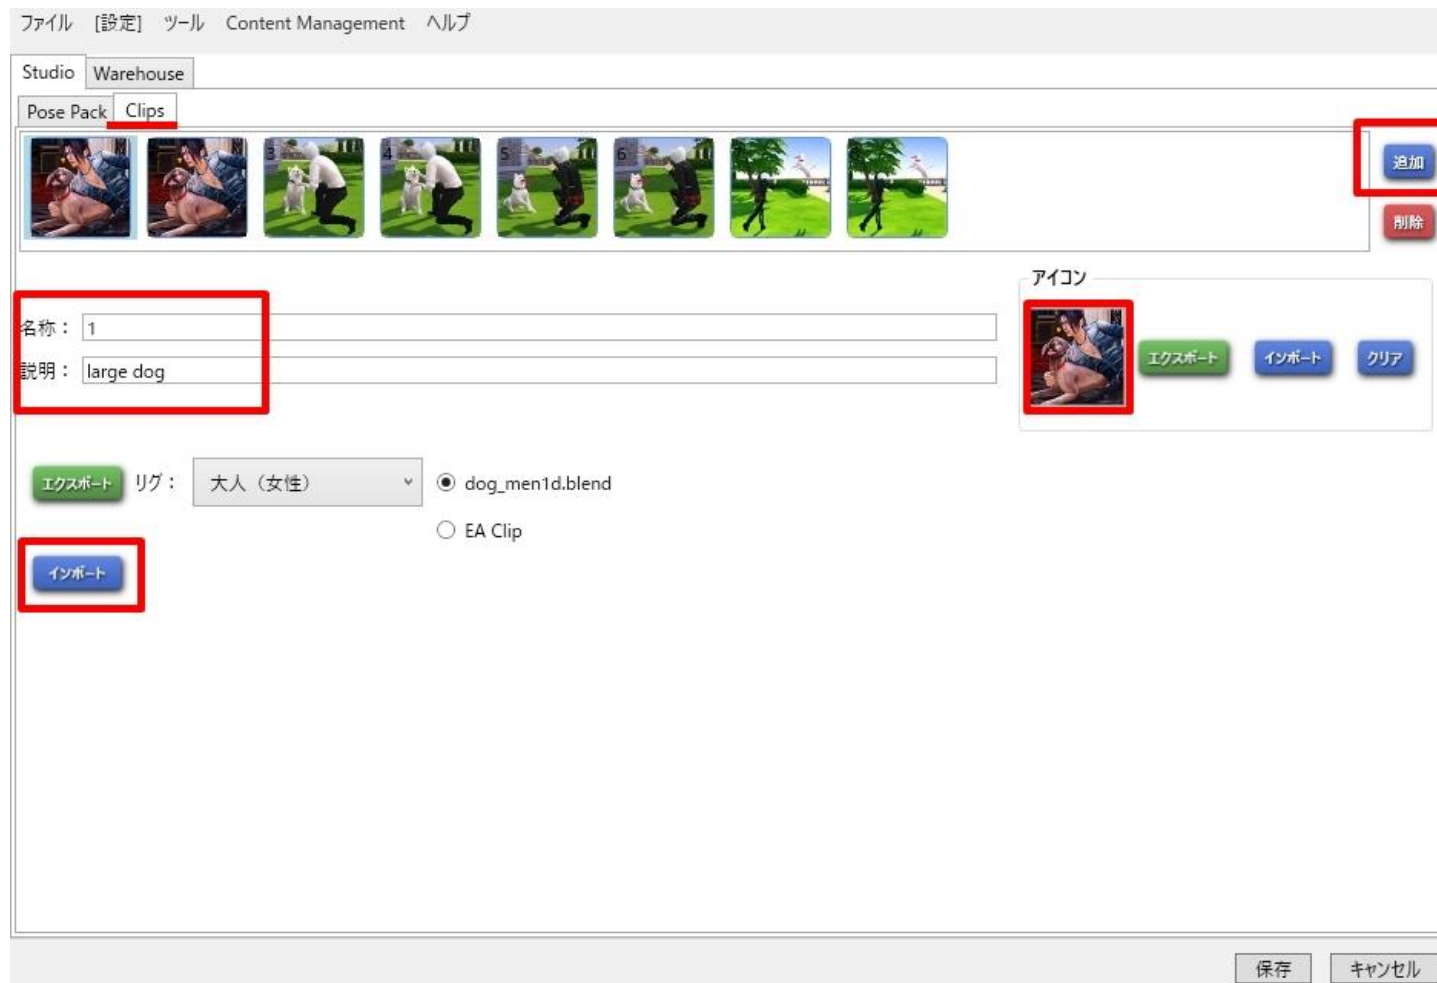 ファイル [設定] ツール Content Management ヘルプ
Studio Warehouse
Pose Pack Clips
3 4 5 6
追加
削除
アイコン
名称： 1
説明： large dog
エクスポート インポート クリア
エクスポート リグ： 大人（女性） dog_men1d.blend
EA Clip
インポート
保存 キャンセル